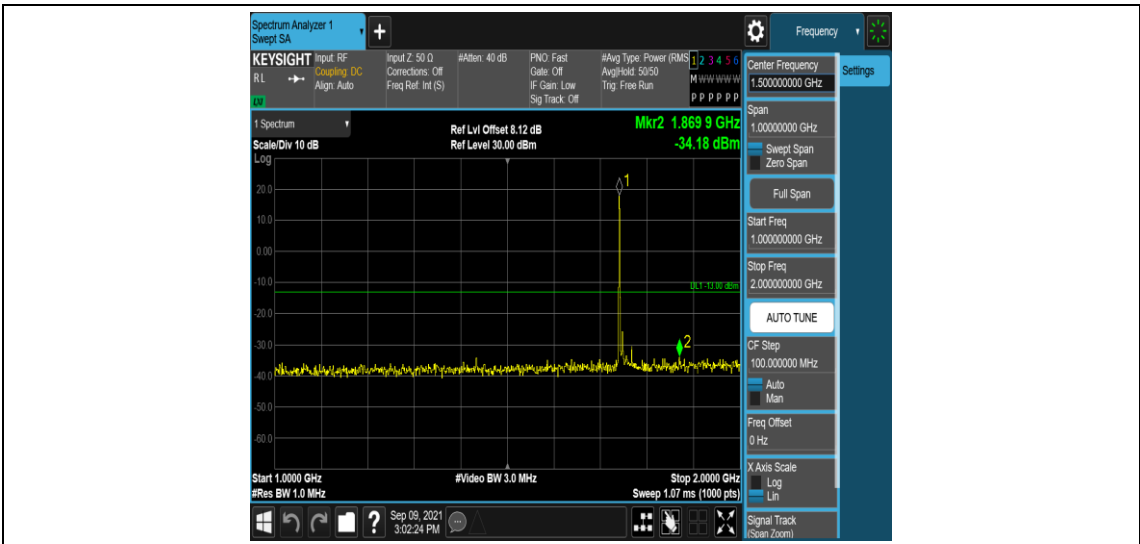 Spectrum Analyzer 1
Swept SA
+
Frequency
KEYSIGHT
RL
LXI
Input: RF
Coupling: DC
Align: Auto
Input Z: 50 Ω
Corrections: Off
Freq Ref: Int (S)
#Atten: 40 dB
PNO: Fast
Gate: Off
IF Gain: Low
Sig Track: Off
#Avg Type: Power (RMS
Avg|Hold: 50/50
Trig: Free Run
1 2 3 4 5 6
M W W W W W
P P P P P P
1 Spectrum
Scale/Div 10 dB
Ref Lvl Offset 8.12 dB
Ref Level 30.00 dBm
Mkr2 1.869 9 GHz
-34.18 dBm
Log
20.0
10.0
0.00
-10.0
-20.0
-30.0
-40.0
-50.0
-60.0
1
DL1 -13.00 dBm
2
Start 1.0000 GHz
#Res BW 1.0 MHz
#Video BW 3.0 MHz
Stop 2.0000 GHz
Sweep 1.07 ms (1000 pts)
Sep 09, 2021
3:02:24 PM
?
Center Frequency
1.500000000 GHz
Settings
Span
1.00000000 GHz
Swept Span
Zero Span
Full Span
Start Freq
1.000000000 GHz
Stop Freq
2.000000000 GHz
AUTO TUNE
CF Step
100.000000 MHz
Auto
Man
Freq Offset
0 Hz
X Axis Scale
Log
Lin
Signal Track
(Span Zoom)